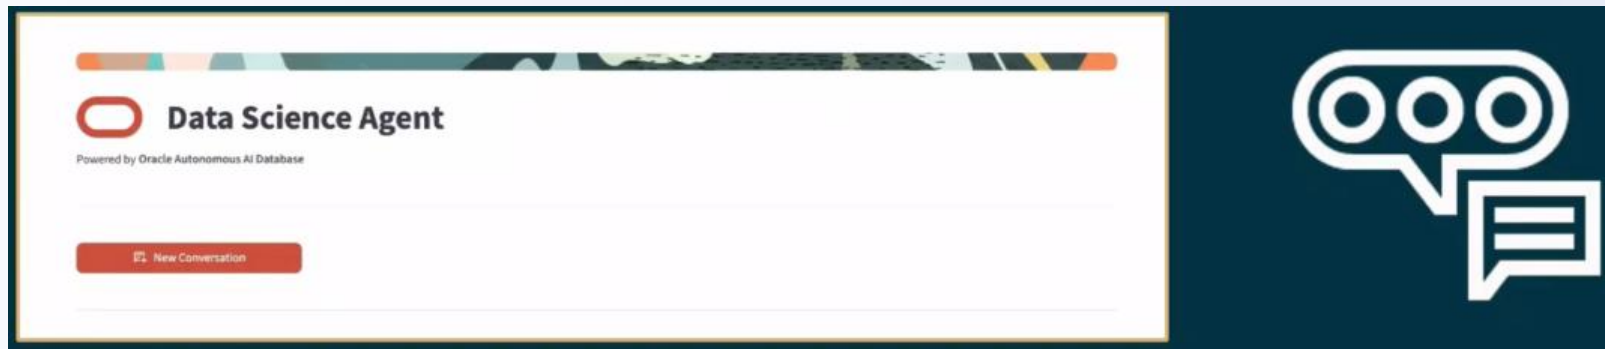 Data Science Agent
Powered by Oracle Autonomous AI Database
New Conversation